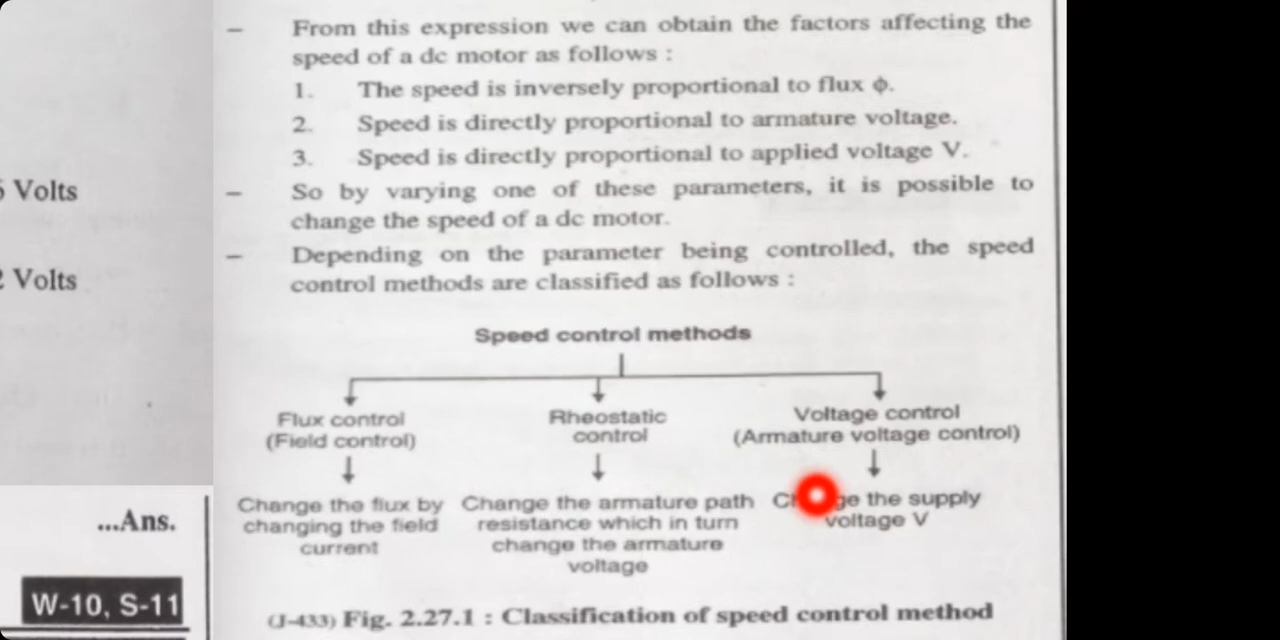 – From this expression we can obtain the factors affecting the
speed of a dc motor as follows :
1. The speed is inversely proportional to flux ϕ.
2. Speed is directly proportional to armature voltage.
3. Speed is directly proportional to applied voltage V.
– So by varying one of these parameters, it is possible to
change the speed of a dc motor.
– Depending on the parameter being controlled, the speed
control methods are classified as follows :
Speed control methods
Flux control
(Field control)
Change the flux by
changing the field
current
Rheostatic
control
Change the armature path
resistance which in turn
change the armature
voltage
Voltage control
(Armature voltage control)
the supply
voltage V
(J-433) Fig. 2.27.1 : Classification of speed control method
Volts
Volts
...Ans.
W-10, S-11